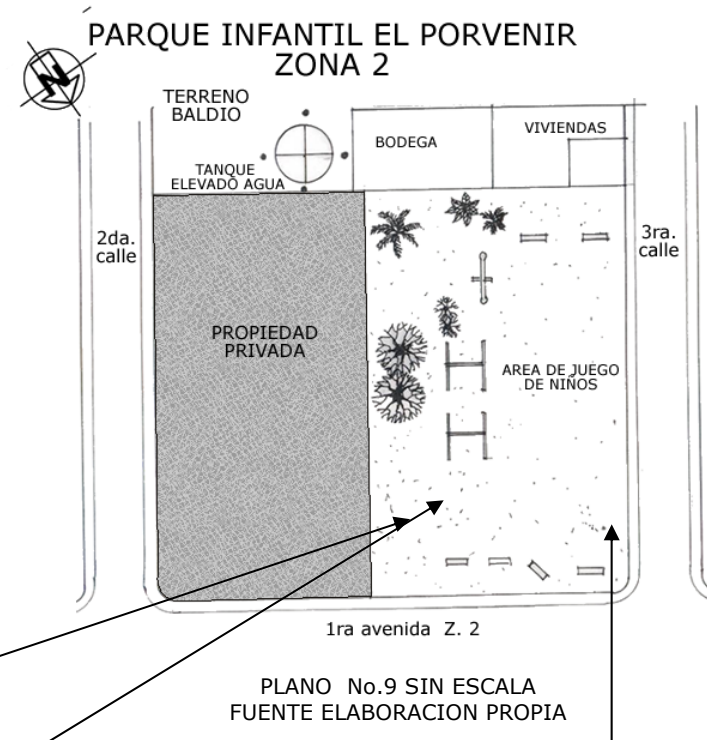 PARQUE INFANTIL EL PORVENIR
ZONA 2
N
TERRENO
BALDIO
TANQUE
ELEVADO AGUA
BODEGA
VIVIENDAS
2da.
calle
3ra.
calle
PROPIEDAD
PRIVADA
AREA DE JUEGO
DE NIÑOS
1ra avenida Z. 2
PLANO No.9 SIN ESCALA
FUENTE ELABORACION PROPIA